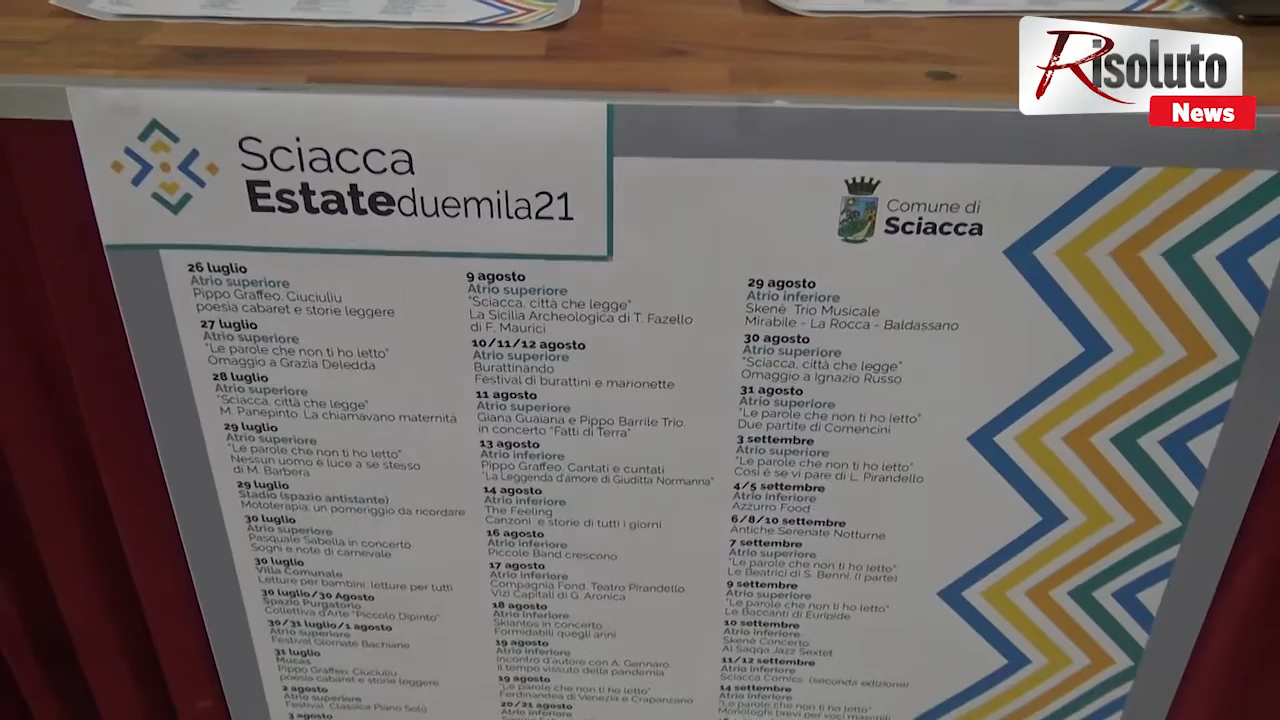 Risoluto
News
Sciacca
Estateduemila21
Comune di
Sciacca
26 luglio
Atrio superiore
Pippo Graffeo, Ciuciuliu
poesia cabaret e storie leggere
27 luglio
Atrio superiore
"Le parole che non ti ho letto"
Omaggio a Grazia Deledda
28 luglio
Atrio superiore
"Sciacca, città che legge"
M. Panepinto. La chiamavano maternità
29 luglio
Atrio superiore
"Le parole che non ti ho letto"
Nessun uomo è luce a se stesso
di M. Barbera
29 luglio
Stadio (spazio antistante)
Mototerapia: un pomeriggio da ricordare
30 luglio
Atrio superiore
Pasquale Sabella in concerto
Sogni e note di carnevale
30 luglio
Villa Comunale
Letture per bambini, letture per tutti
30 luglio/30 Agosto
Spazio Purgatorio
Collettiva d'Arte "Piccolo Dipinto"
30/31 luglio/1 agosto
Atrio superiore
Festival Giornate Bachiane
31 luglio
Mucas
Pippo Graffeo, Ciuciuliu
poesia cabaret e storie leggere
2 agosto
Atrio superiore
Festival Classica Piano Solo
3 agosto
9 agosto
Atrio superiore
"Sciacca, città che legge"
La Sicilia Archeologica di T. Fazello
di F. Maurici
10/11/12 agosto
Atrio superiore
Burattinando
Festival di burattini e marionette
11 agosto
Atrio superiore
Giana Guaiana e Pippo Barrile Trio
in concerto "Fatti di Terra"
13 agosto
Atrio inferiore
Pippo Graffeo, Cantati e cuntati
"La Leggenda d'amore di Giuditta Normanna"
14 agosto
Atrio inferiore
The Feeling
Canzoni e storie di tutti i giorni
16 agosto
Atrio inferiore
Piccole Band crescono
17 agosto
Atrio inferiore
Compagnia Fond. Teatro Pirandello
Vizi Capitali di G. Aronica
18 agosto
Atrio Inferiore
Skiantos in concerto
Formidabili quegli anni
19 agosto
Atrio inferiore
Incontro d'autore con A. Gennaro.
Il tempo vissuto della pandemia
19 agosto
"Le parole che non ti ho letto"
Ferdinandea di Venezia e Crapanzano
20/21 agosto
29 agosto
Atrio inferiore
Skenè Trio Musicale
Mirabile - La Rocca - Baldassano
30 agosto
Atrio superiore
"Sciacca, città che legge"
Omaggio a Ignazio Russo
31 agosto
Atrio superiore
"Le parole che non ti ho letto"
Due partite di Comencini
3 settembre
Atrio superiore
"Le parole che non ti ho letto"
Così è se vi pare di L. Pirandello
4/5 settembre
Atrio inferiore
Azzurro Food
6/8/10 settembre
Antiche Serenate Notturne
7 settembre
Atrio superiore
"Le parole che non ti ho letto"
Le Beatrici di S. Benni. (I parte)
9 settembre
Atrio superiore
"Le parole che non ti ho letto"
Le Baccanti di Euripide
10 settembre
Atrio inferiore
Skenè Concerto
Al Saqqa Jazz Sextet
11/12 settembre
Atrio inferiore
Sciacca Comics (seconda edizione)
14 settembre
Atrio inferiore
"Le parole che non ti ho letto"
Monologhi brevi per voci maschili